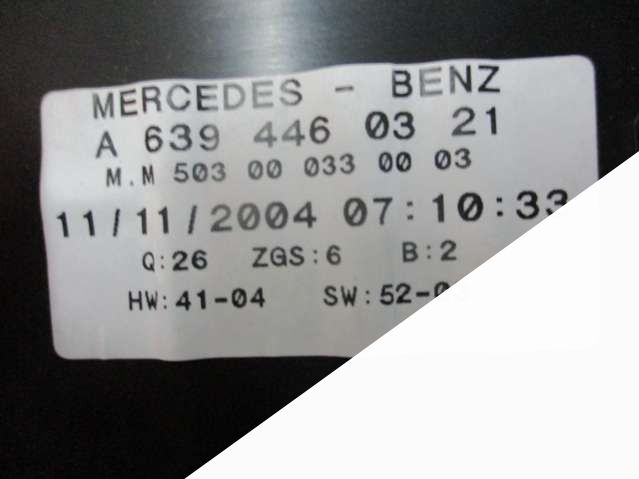 MERCEDES - BENZ
A 639 446 03 21
M.M 503 00 033 00 03
11/11/2004 07:10:33
Q:26 ZGS:6 B:2
HW:41-04 SW: